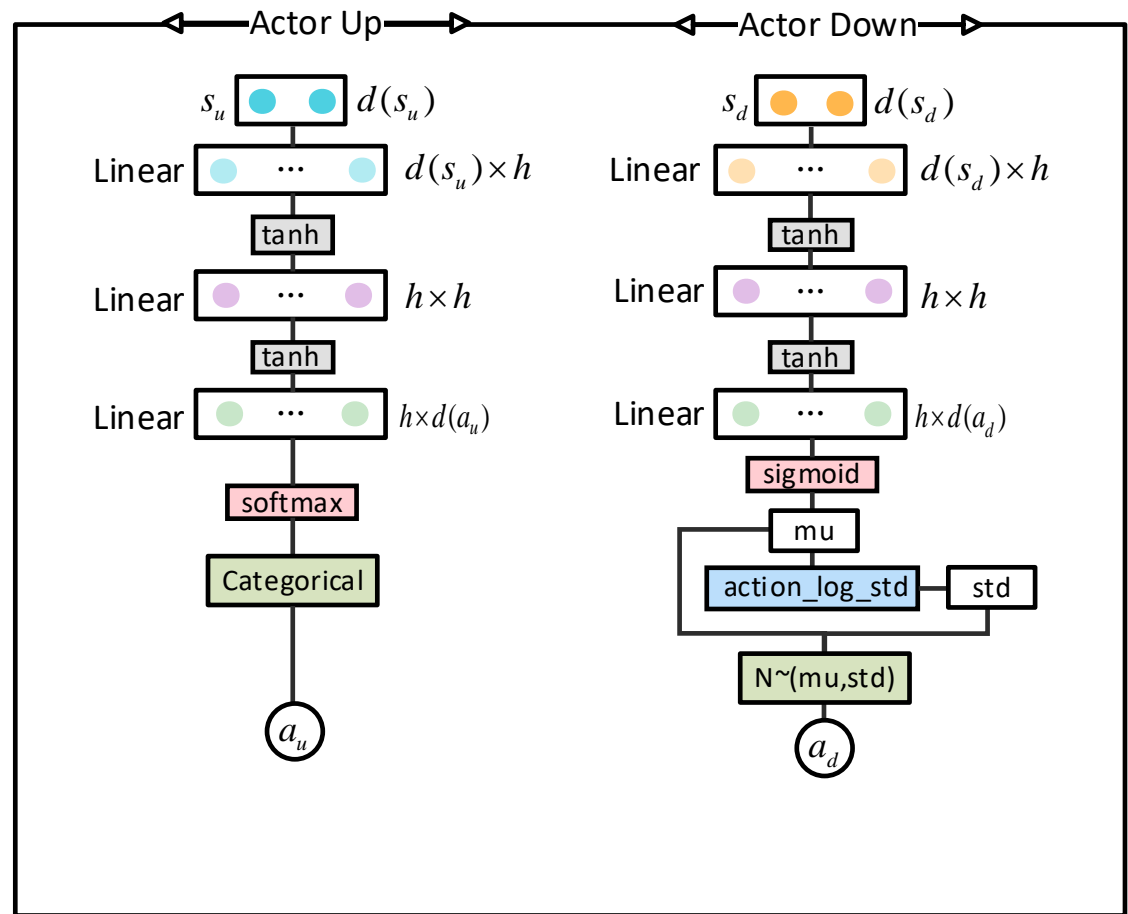 Actor Up
s_u d(s_u)
Linear ... d(s_u)×h
tanh
Linear ... h×h
tanh
Linear ... h×d(a_u)
softmax
Categorical
a_u
Actor Down
s_d d(s_d)
Linear ... d(s_d)×h
tanh
Linear ... h×h
tanh
Linear ... h×d(a_d)
sigmoid
mu
action_log_std std
N~(mu,std)
a_d